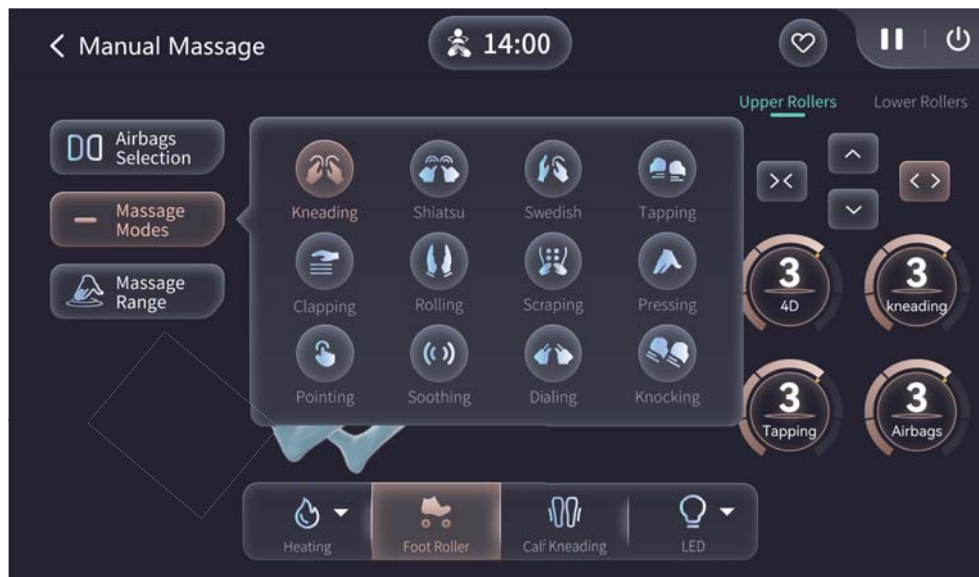 Manual Massage
14:00
Upper Rollers
Lower Rollers
Airbags
Selection
Massage
Modes
Massage
Range
Kneading
Shiatsu
Swedish
Tapping
Clapping
Rolling
Scraping
Pressing
Pointing
Soothing
Dialing
Knocking
3
4D
3
kneading
3
Tapping
3
Airbags
Heating
Foot Roller
Calf Kneading
LED